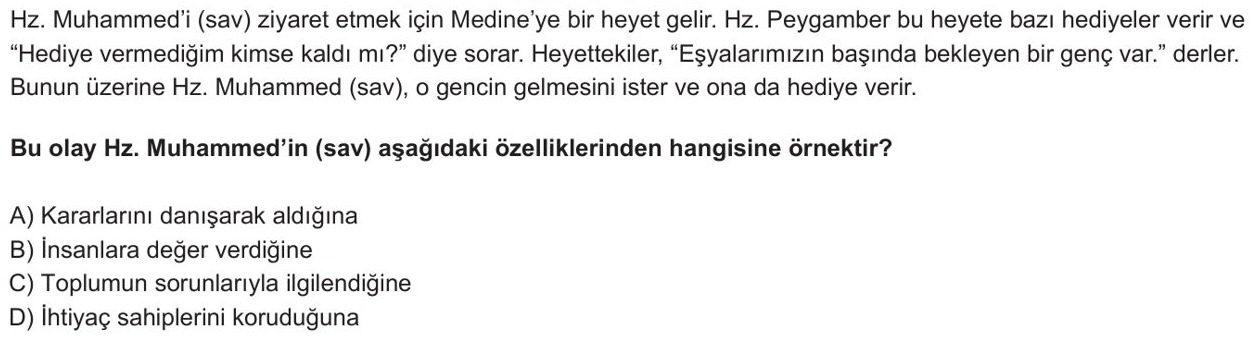 Hz. Muhammed’i (sav) ziyaret etmek için Medine’ye bir heyet gelir. Hz. Peygamber bu heyete bazı hediyeler verir ve
“Hediye vermediğim kimse kaldı mı?” diye sorar. Heyettekiler, “Eşyalarımızın başında bekleyen bir genç var.” derler.
Bunun üzerine Hz. Muhammed (sav), o gencin gelmesini ister ve ona da hediye verir.
Bu olay Hz. Muhammed’in (sav) aşağıdaki özelliklerinden hangisine örnektir?
A) Kararlarını danışarak aldığına
B) İnsanlara değer verdiğine
C) Toplumun sorunlarıyla ilgilendiğine
D) İhtiyaç sahiplerini koruduğuna